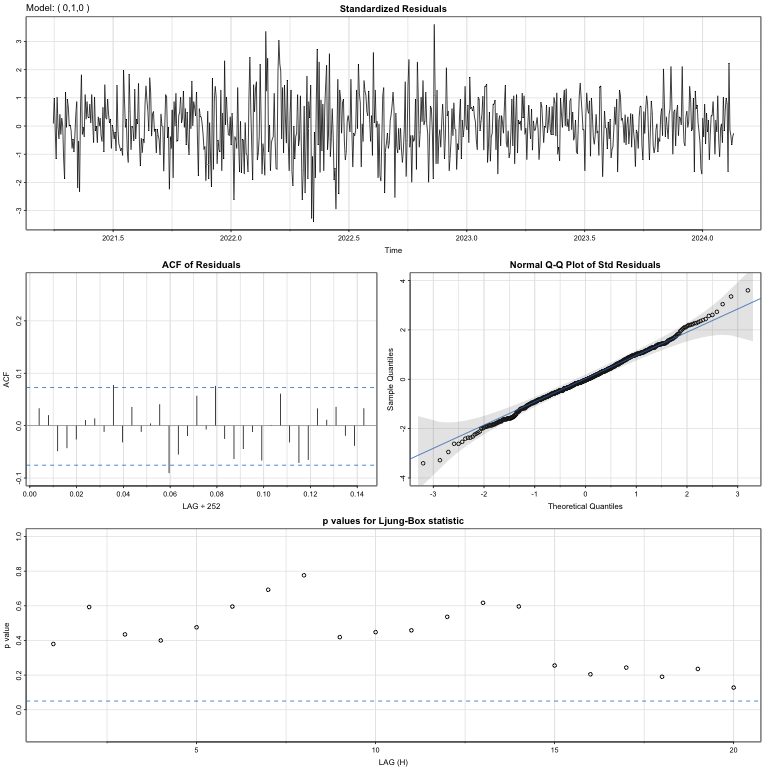 Model: ( 0,1,0 )
Standardized Residuals
3
2
1
0
-1
-2
-3
2021.5 2022.0 2022.5 2023.0 2023.5 2024.0
Time
ACF of Residuals
ACF
0.2
0.1
0.0
0.00 0.02 0.04 0.06 0.08 0.10 0.12 0.14
LAG ÷ 252
Normal Q-Q Plot of Std Residuals
Sample Quantiles
4
2
0
-2
-4
-3 -2 -1 0 1 2 3
Theoretical Quantiles
p values for Ljung-Box statistic
p value
1.0
0.8
0.6
0.4
0.2
0.0
5 10 15 20
LAG (H)